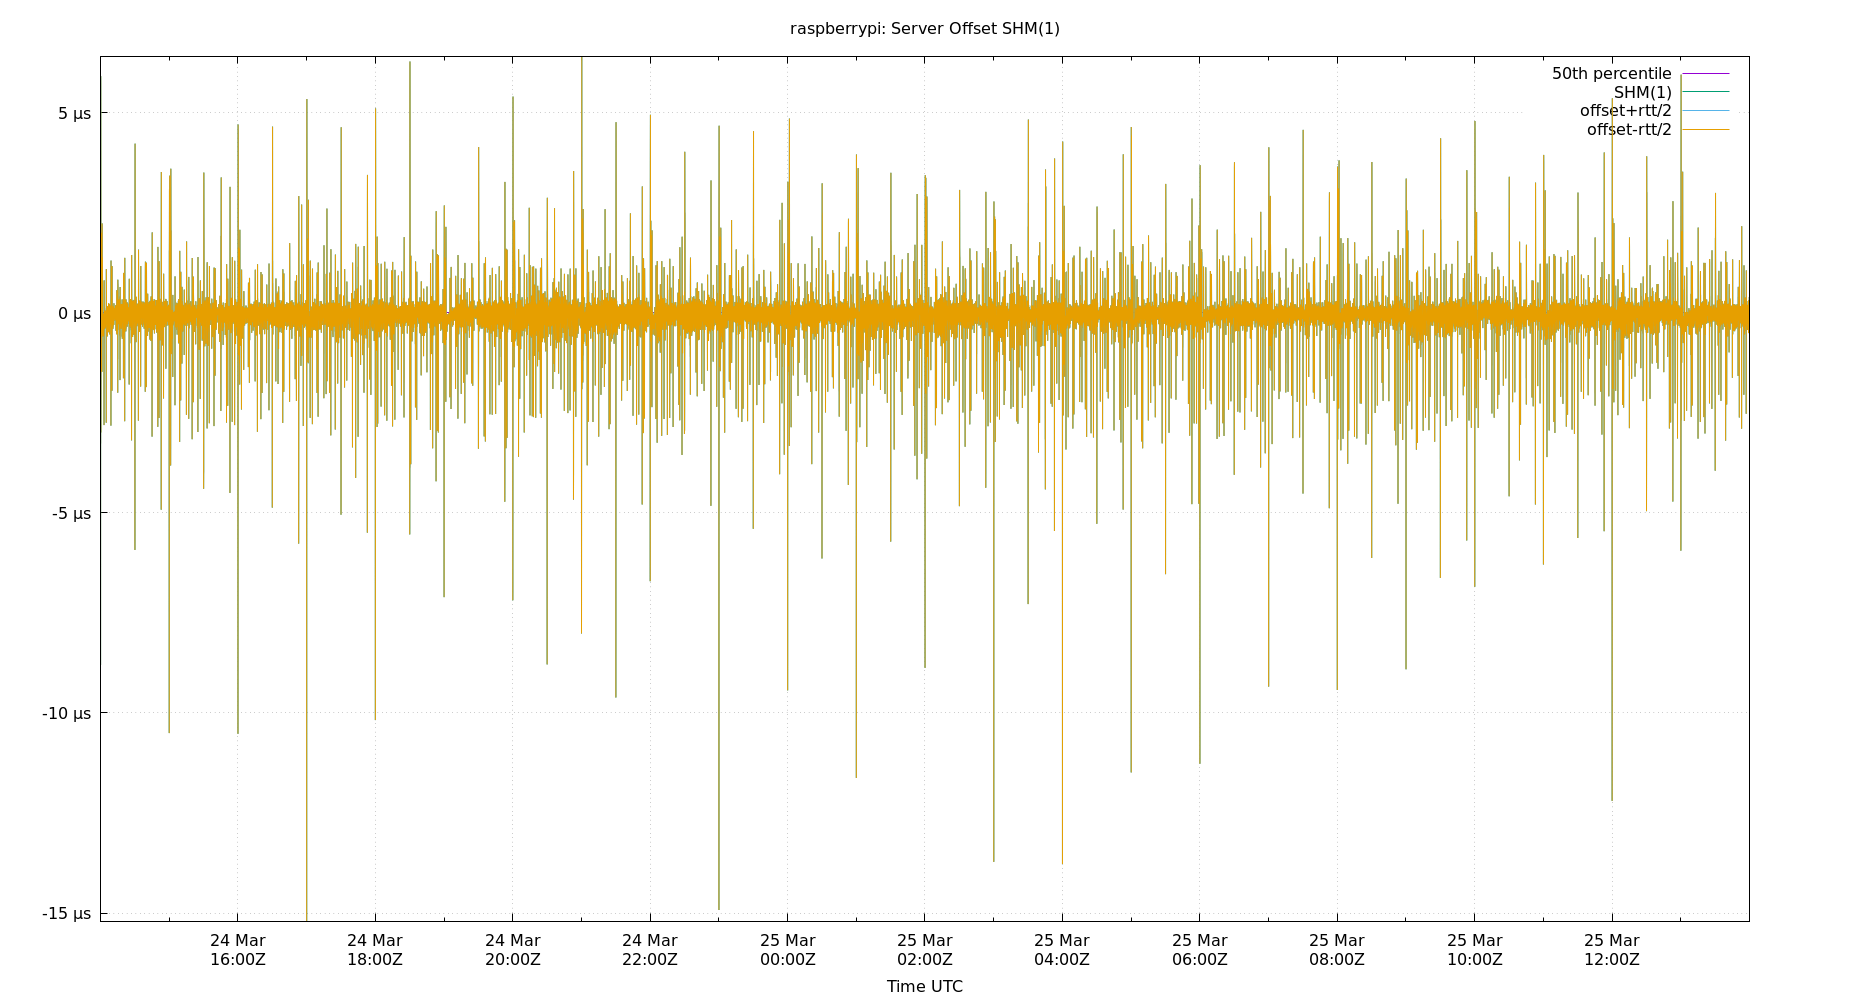 raspberrypi: Server Offset SHM(1)
50th percentile
SHM(1)
offset+rtt/2
offset-rtt/2
5 µs
0 µs
-5 µs
-10 µs
-15 µs
24 Mar 24 Mar 24 Mar 24 Mar 25 Mar 25 Mar 25 Mar 25 Mar 25 Mar 25 Mar 25 Mar
16:00Z 18:00Z 20:00Z 22:00Z 00:00Z 02:00Z 04:00Z 06:00Z 08:00Z 10:00Z 12:00Z
Time UTC